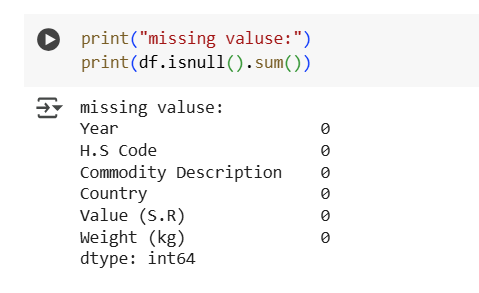 print("missing valuse:")
print(df.isnull().sum())
missing valuse:
Year 0
H.S Code 0
Commodity Description 0
Country 0
Value (S.R) 0
Weight (kg) 0
dtype: int64